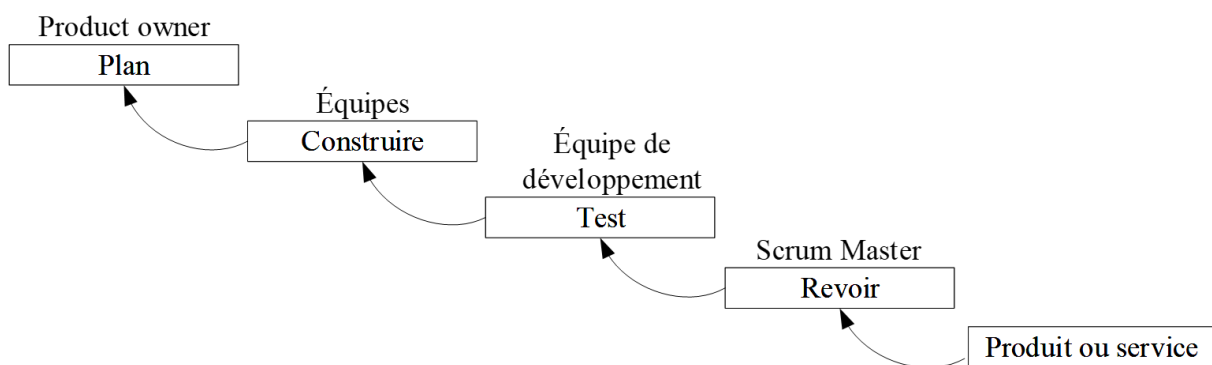 Product owner
Plan
Équipes
Construire
Équipe de
développement
Test
Scrum Master
Revoir
Produit ou service